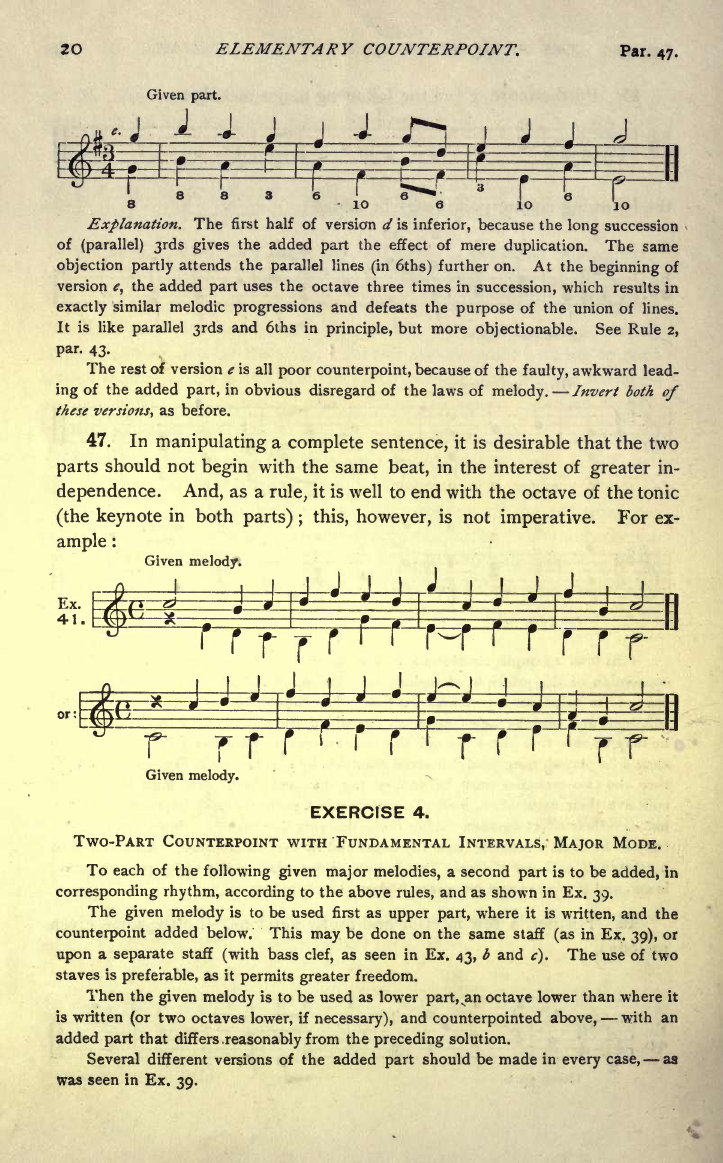 20 ELEMENTARY COUNTERPOINT. Par. 47.
Given part.
e.
3
4
8 8 8 3 6 10 6 6 3 10 6 10
Explanation. The first half of version d is inferior, because the long succession
of (parallel) 3rds gives the added part the effect of mere duplication. The same
objection partly attends the parallel lines (in 6ths) further on. At the beginning of
version e, the added part uses the octave three times in succession, which results in
exactly similar melodic progressions and defeats the purpose of the union of lines.
It is like parallel 3rds and 6ths in principle, but more objectionable. See Rule 2,
par. 43.
The rest of version e is all poor counterpoint, because of the faulty, awkward lead-
ing of the added part, in obvious disregard of the laws of melody. — Invert both of
these versions, as before.
47. In manipulating a complete sentence, it is desirable that the two
parts should not begin with the same beat, in the interest of greater in-
dependence. And, as a rule, it is well to end with the octave of the tonic
(the keynote in both parts) ; this, however, is not imperative. For ex-
ample :
Given melody.
Ex.
41.
or:
Given melody.
EXERCISE 4.
TWO-PART COUNTERPOINT WITH FUNDAMENTAL INTERVALS, MAJOR MODE.
To each of the following given major melodies, a second part is to be added, in
corresponding rhythm, according to the above rules, and as shown in Ex. 39.
The given melody is to be used first as upper part, where it is written, and the
counterpoint added below. This may be done on the same staff (as in Ex. 39), or
upon a separate staff (with bass clef, as seen in Ex. 43, b and c). The use of two
staves is preferable, as it permits greater freedom.
Then the given melody is to be used as lower part, an octave lower than where it
is written (or two octaves lower, if necessary), and counterpointed above, — with an
added part that differs reasonably from the preceding solution.
Several different versions of the added part should be made in every case, — as
was seen in Ex. 39.